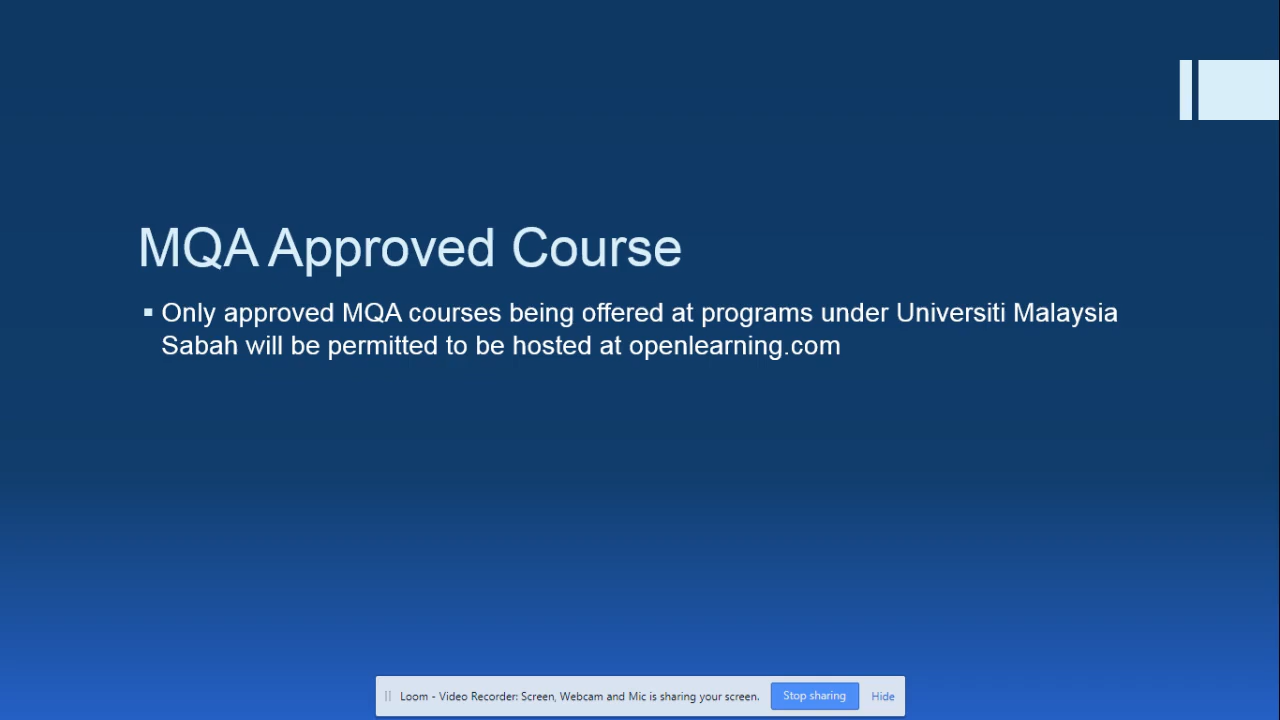 MQA Approved Course
▪ Only approved MQA courses being offered at programs under Universiti Malaysia
Sabah will be permitted to be hosted at openlearning.com
Loom - Video Recorder: Screen, Webcam and Mic is sharing your screen. Stop sharing Hide